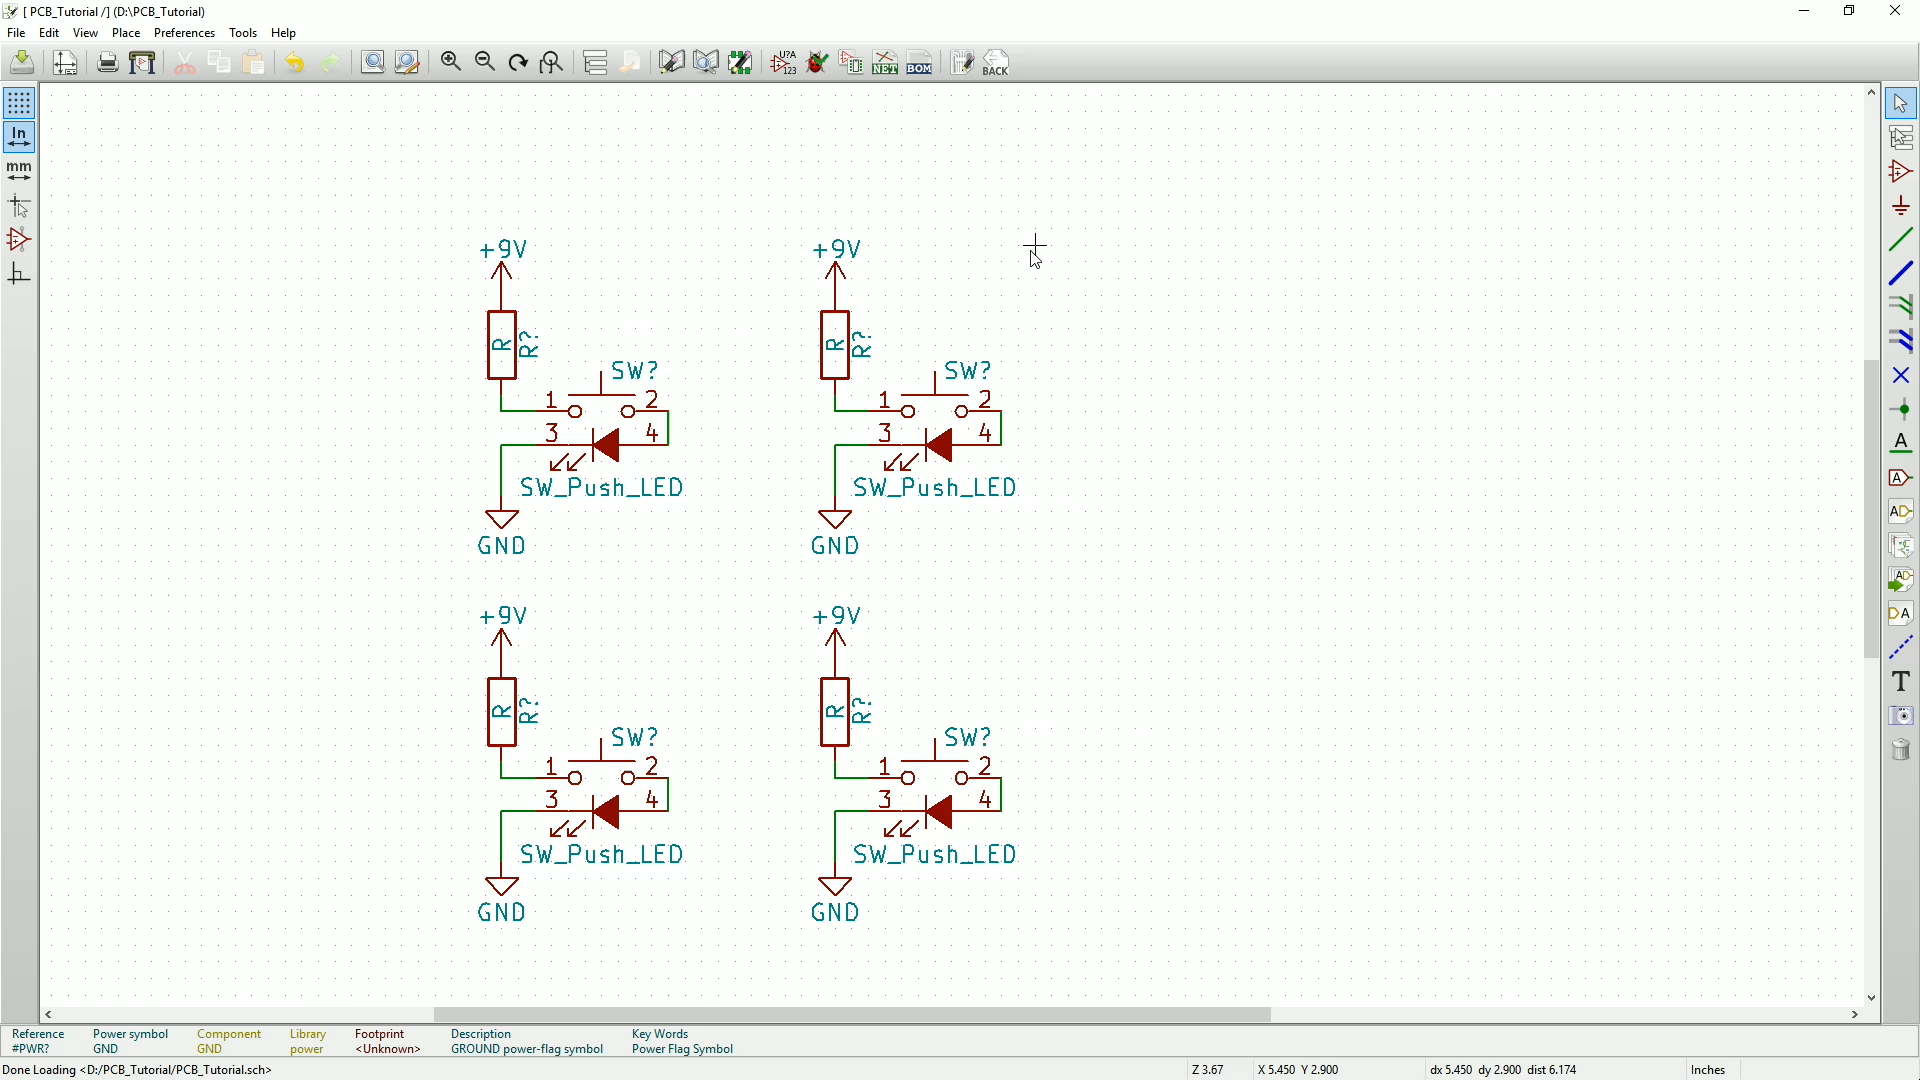 [ PCB_Tutorial /] (D:\PCB_Tutorial)
File Edit View Place Preferences Tools Help
U?A
123
NET
BOM
BACK
In
mm
+9V +9V
R R? R R?
SW? SW?
1 2 1 2
3 4 3 4
SW_Push_LED SW_Push_LED
GND GND
+9V +9V
R R? R R?
SW? SW?
1 2 1 2
3 4 3 4
SW_Push_LED SW_Push_LED
GND GND
A
A
A
AD
A
T
Reference Power symbol Component Library Footprint Description Key Words
#PWR? GND GND power <Unknown> GROUND power-flag symbol Power Flag Symbol
Done Loading <D:/PCB_Tutorial/PCB_Tutorial.sch> Z 3.67 X 5.450 Y 2.900 dx 5.450 dy 2.900 dist 6.174 Inches